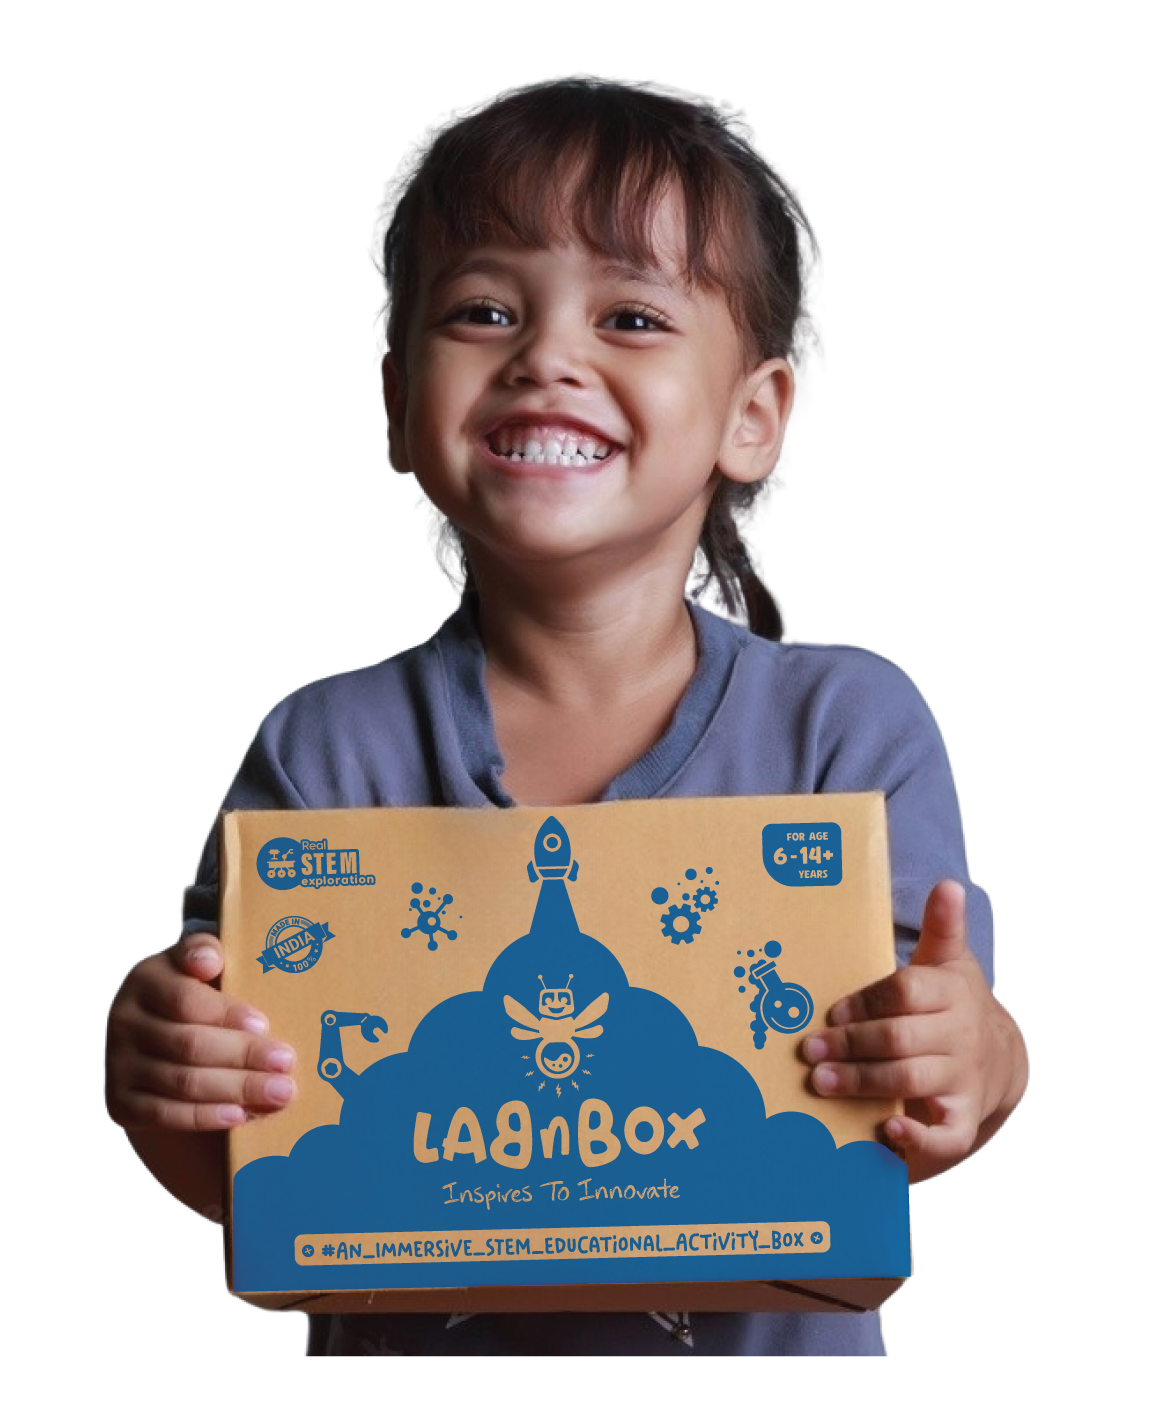 Real
STEM
exploration
FOR AGE
6-14+
YEARS
MADE IN
INDIA
100%
LABnBOX
Inspires To Innovate
#AN_IMMERSiVE_STEM_EDUCATiONAL_ACTiViTY_BOX